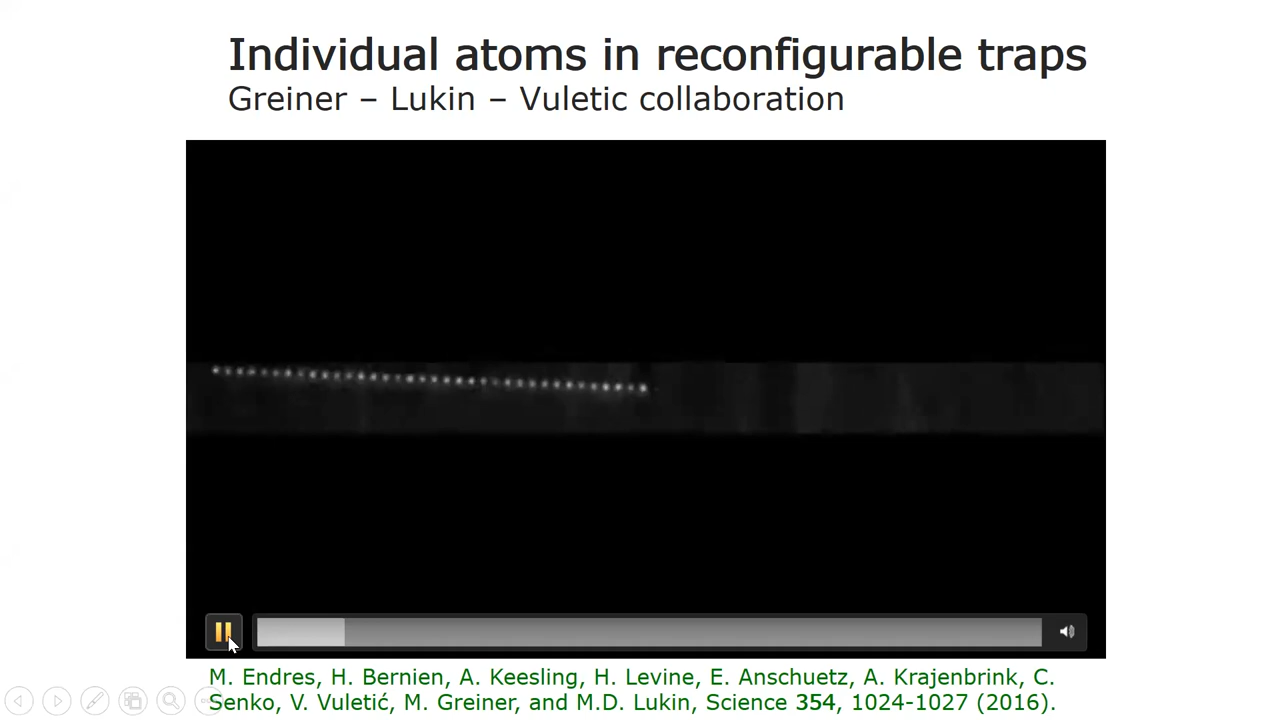 Individual atoms in reconfigurable traps
Greiner – Lukin – Vuletic collaboration
M. Endres, H. Bernien, A. Keesling, H. Levine, E. Anschuetz, A. Krajenbrink, C.
Senko, V. Vuletić, M. Greiner, and M.D. Lukin, Science 354, 1024-1027 (2016).